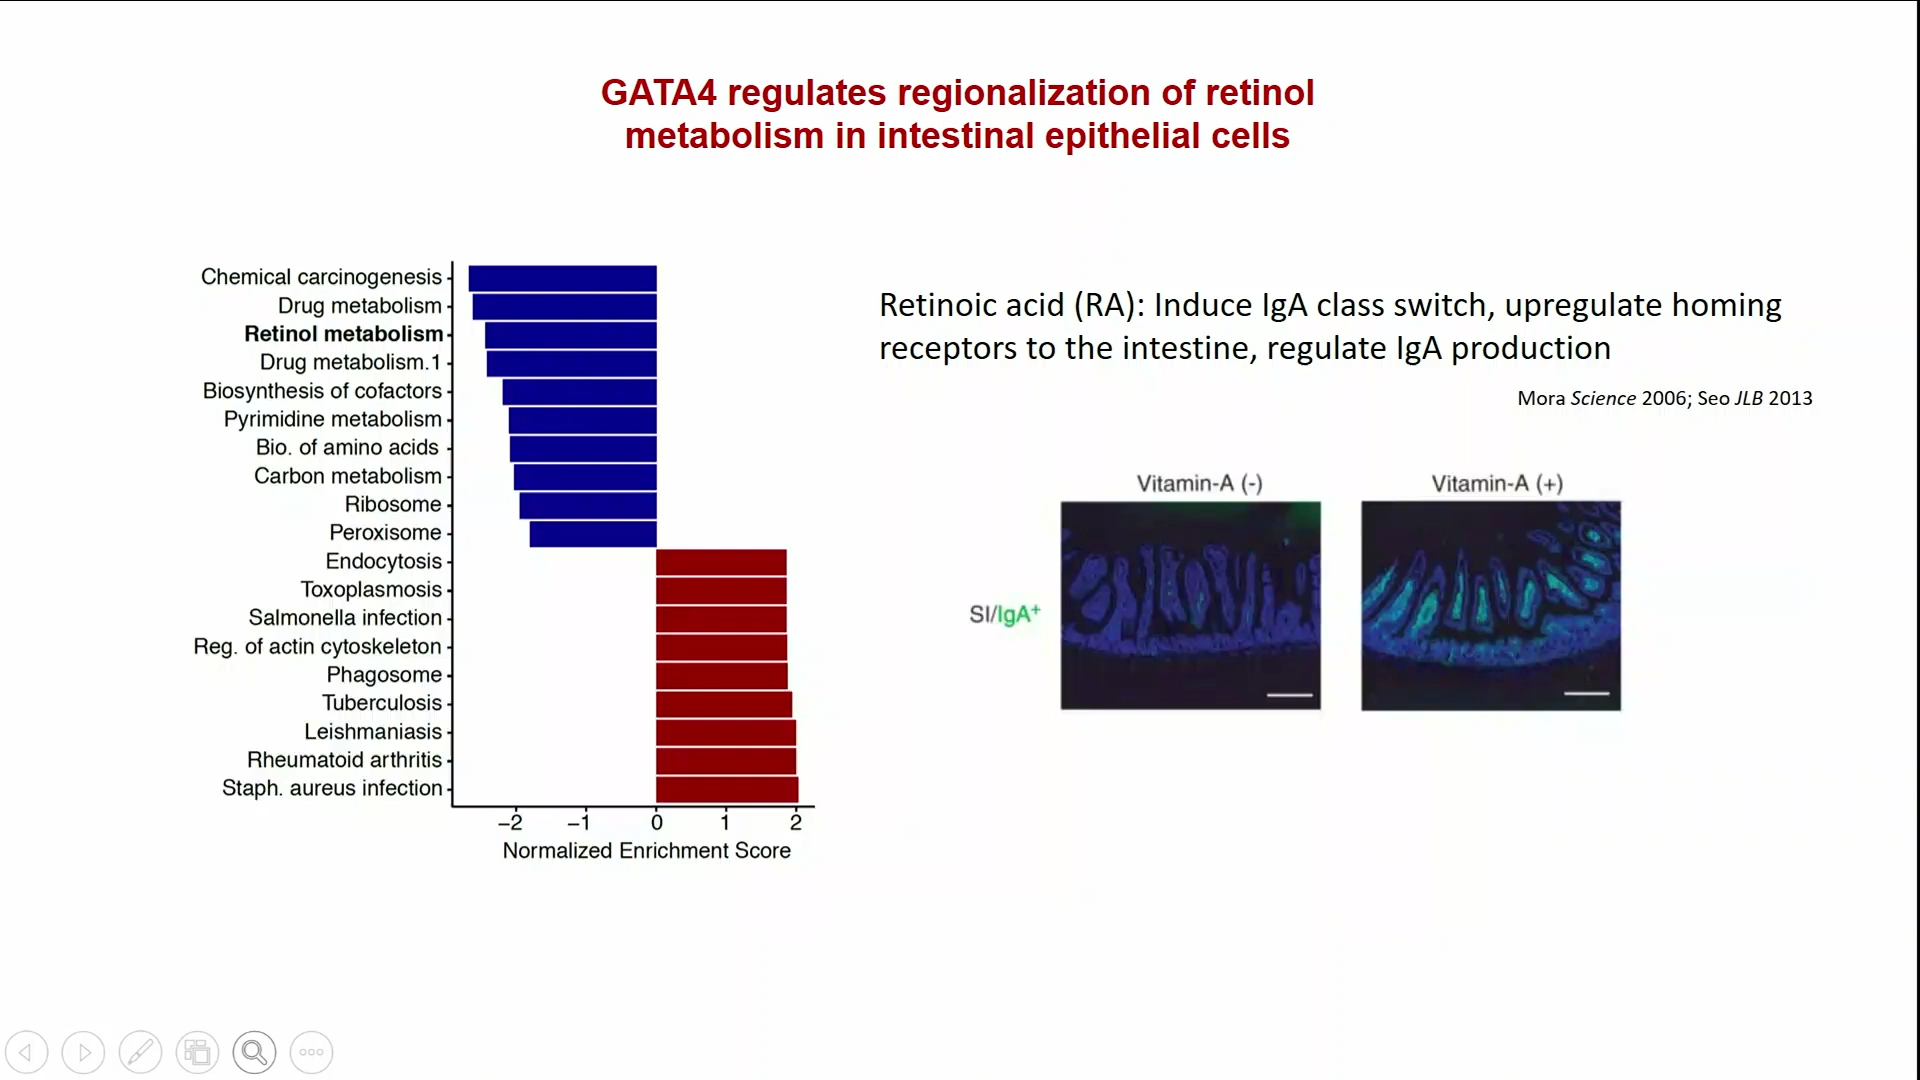 GATA4 regulates regionalization of retinol
metabolism in intestinal epithelial cells
Chemical carcinogenesis
Drug metabolism
Retinol metabolism
Drug metabolism.1
Biosynthesis of cofactors
Pyrimidine metabolism
Bio. of amino acids
Carbon metabolism
Ribosome
Peroxisome
Endocytosis
Toxoplasmosis
Salmonella infection
Reg. of actin cytoskeleton
Phagosome
Tuberculosis
Leishmaniasis
Rheumatoid arthritis
Staph. aureus infection
−2 −1 0 1 2
Normalized Enrichment Score
Retinoic acid (RA): Induce IgA class switch, upregulate homing
receptors to the intestine, regulate IgA production
Mora Science 2006; Seo JLB 2013
Vitamin-A (-) Vitamin-A (+)
SI/IgA⁺